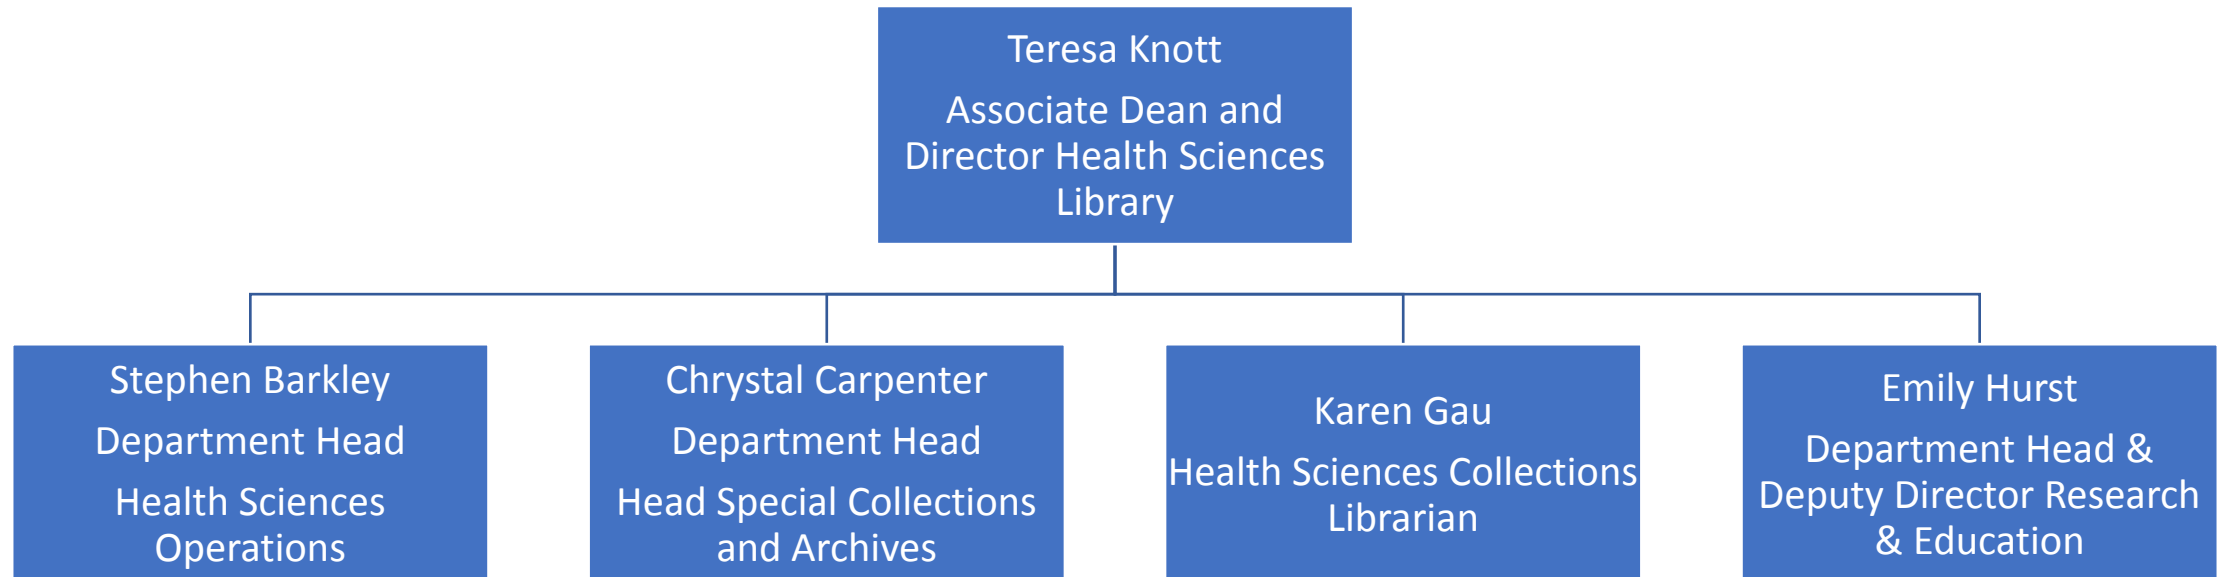 Teresa Knott
Associate Dean and
Director Health Sciences
Library
Stephen Barkley
Department Head
Health Sciences
Operations
Chrystal Carpenter
Department Head
Head Special Collections
and Archives
Karen Gau
Health Sciences Collections
Librarian
Emily Hurst
Department Head &
Deputy Director Research
& Education